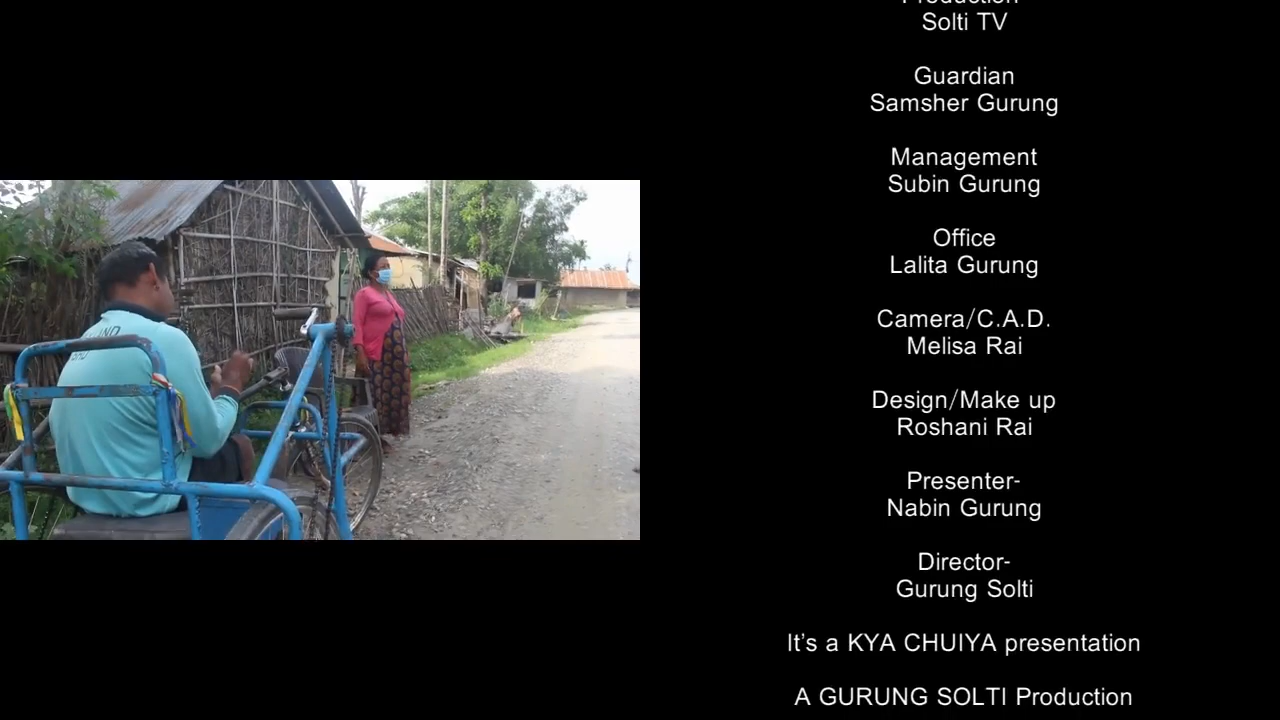 Production
Solti TV
Guardian
Samsher Gurung
Management
Subin Gurung
Office
Lalita Gurung
Camera/C.A.D.
Melisa Rai
Design/Make up
Roshani Rai
Presenter-
Nabin Gurung
Director-
Gurung Solti
It's a KYA CHUIYA presentation
A GURUNG SOLTI Production